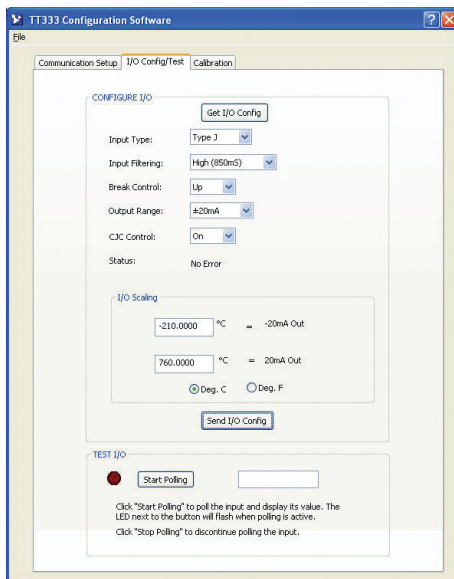 TT333 Configuration Software
File
Communication Setup I/O Config/Test Calibration
CONFIGURE I/O
Get I/O Config
Input Type: Type J
Input Filtering: High (850mS)
Break Control: Up
Output Range: ±20mA
CJC Control: On
Status: No Error
I/O Scaling
-210.0000 °C = -20mA Out
760.0000 °C = 20mA Out
Deg. C Deg. F
Send I/O Config
TEST I/O
Start Polling
Click "Start Polling" to poll the input and display its value. The
LED next to the button will flash when polling is active.
Click "Stop Polling" to discontinue polling the input.